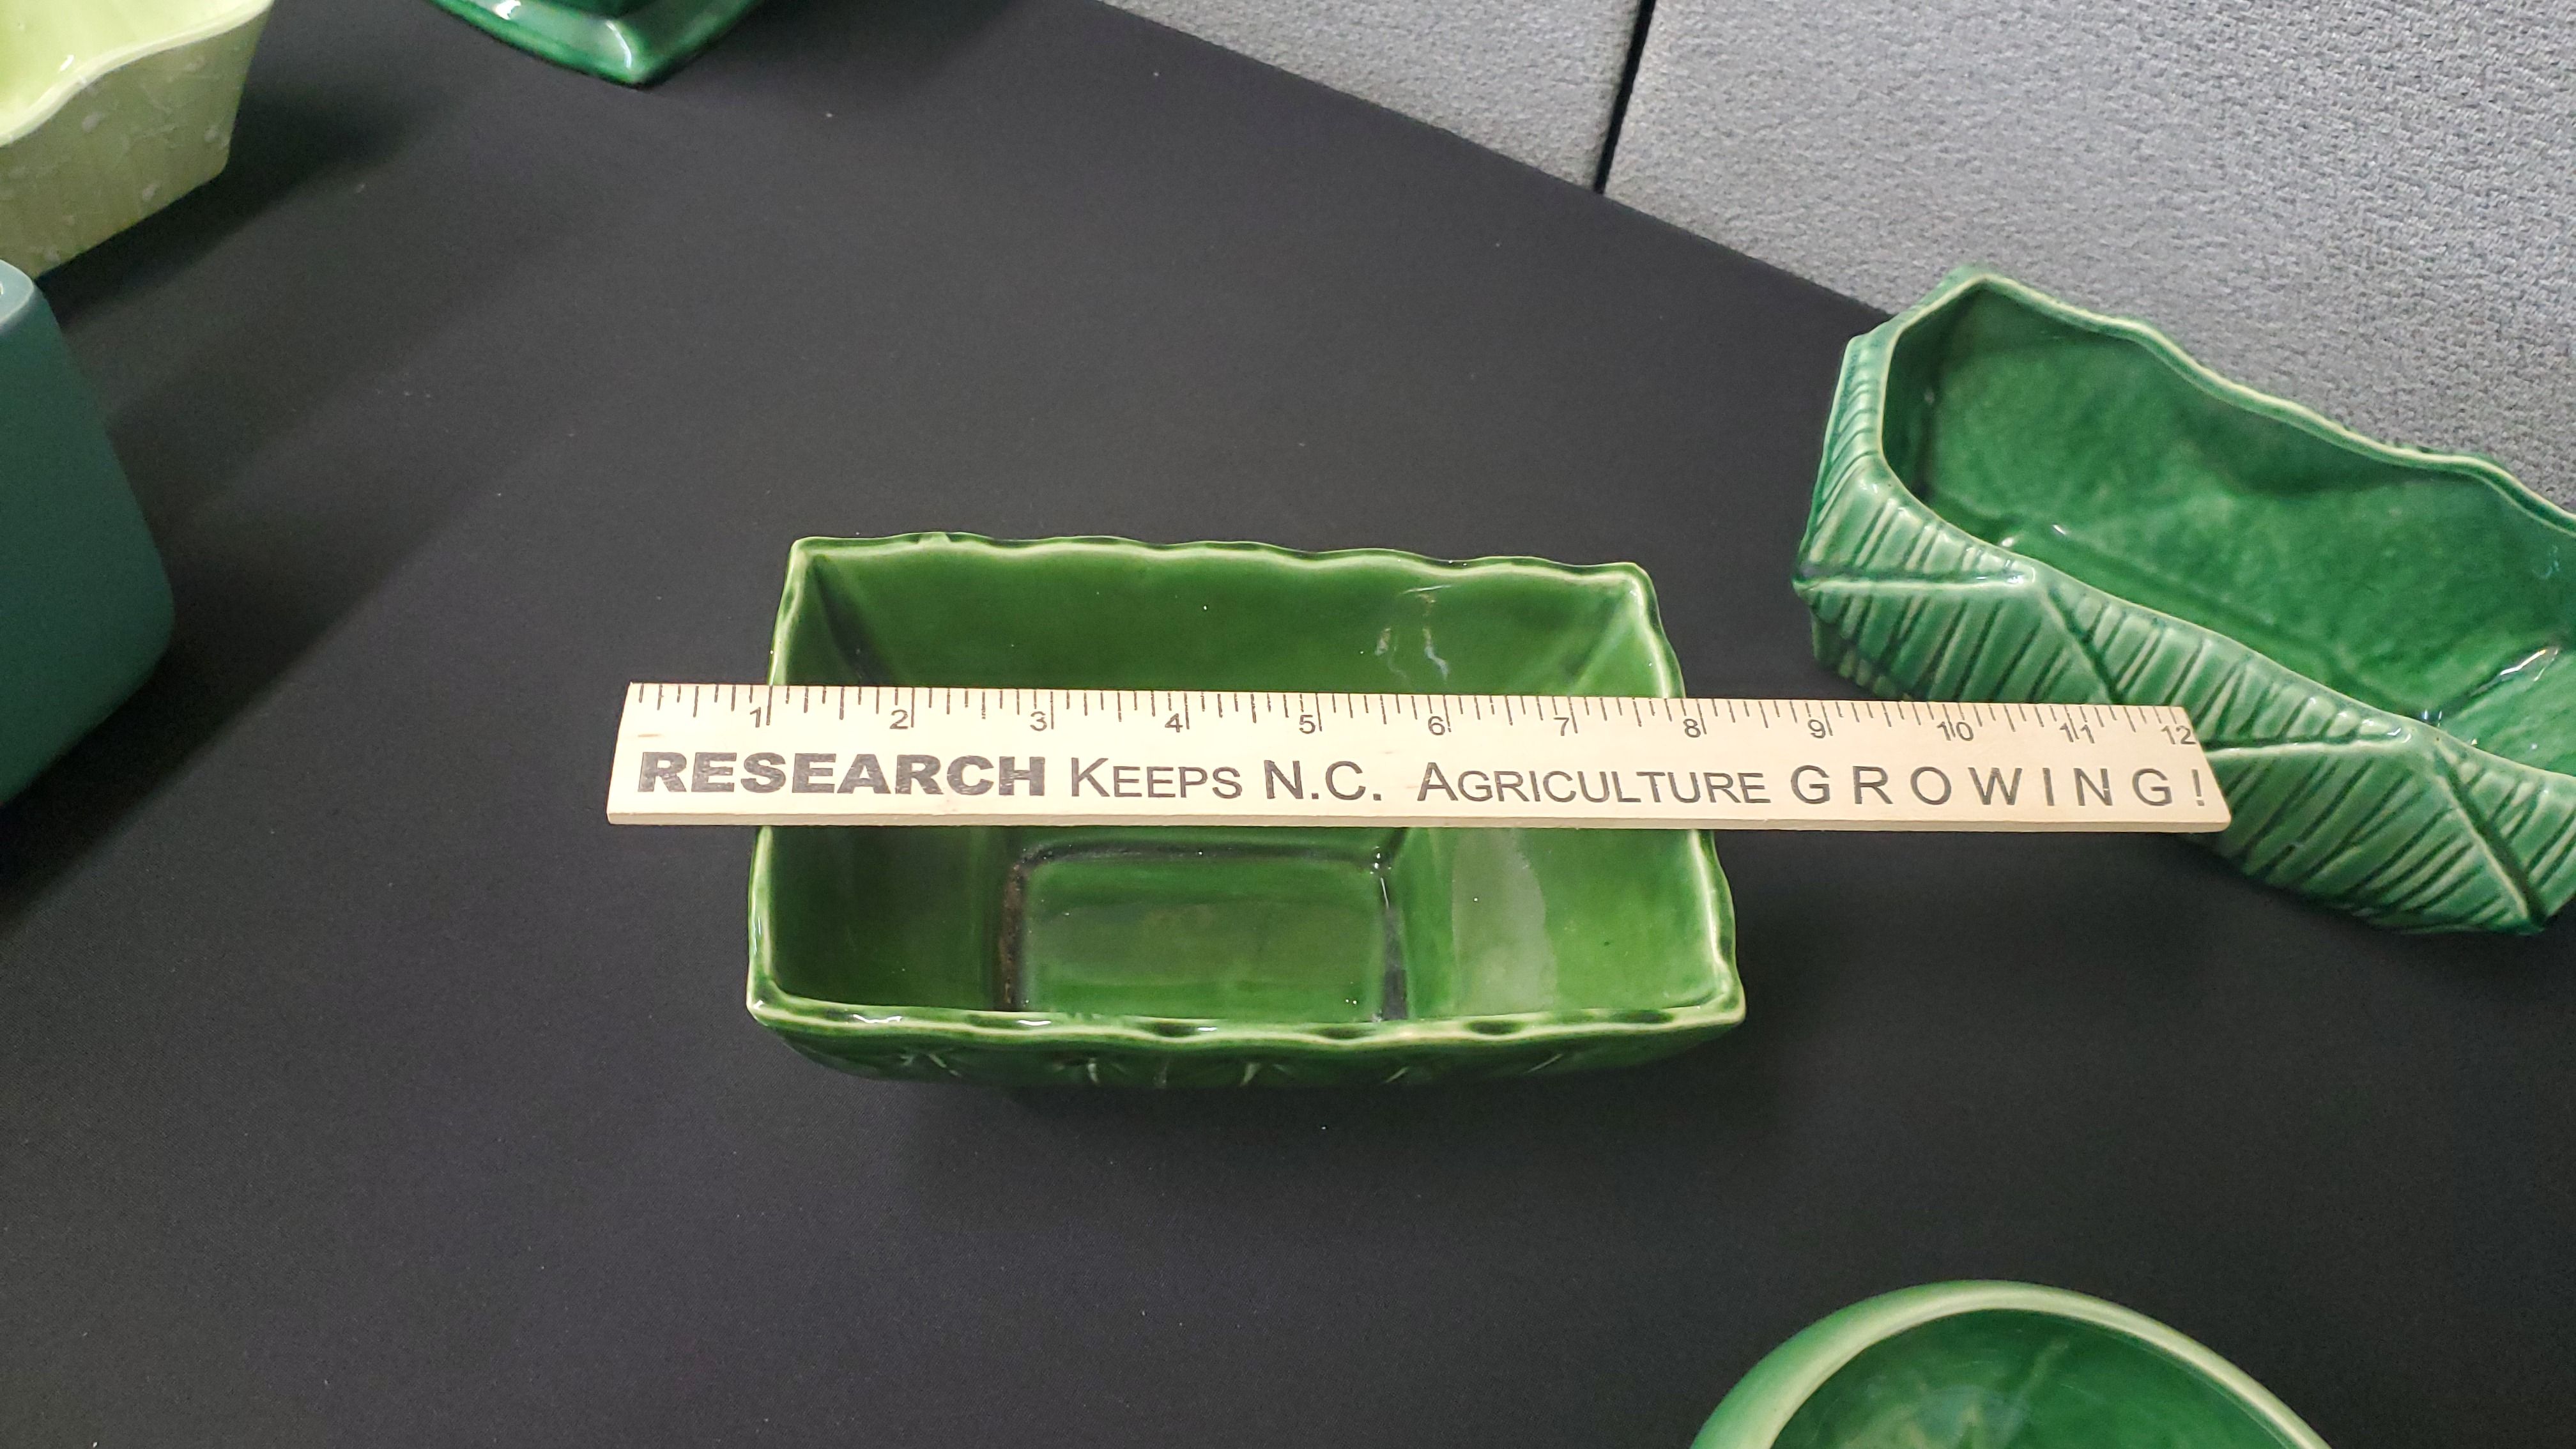 1 2 3 4 5 6 7 8 9 10 11 12
RESEARCH KEEPS N.C. AGRICULTURE GROWING!